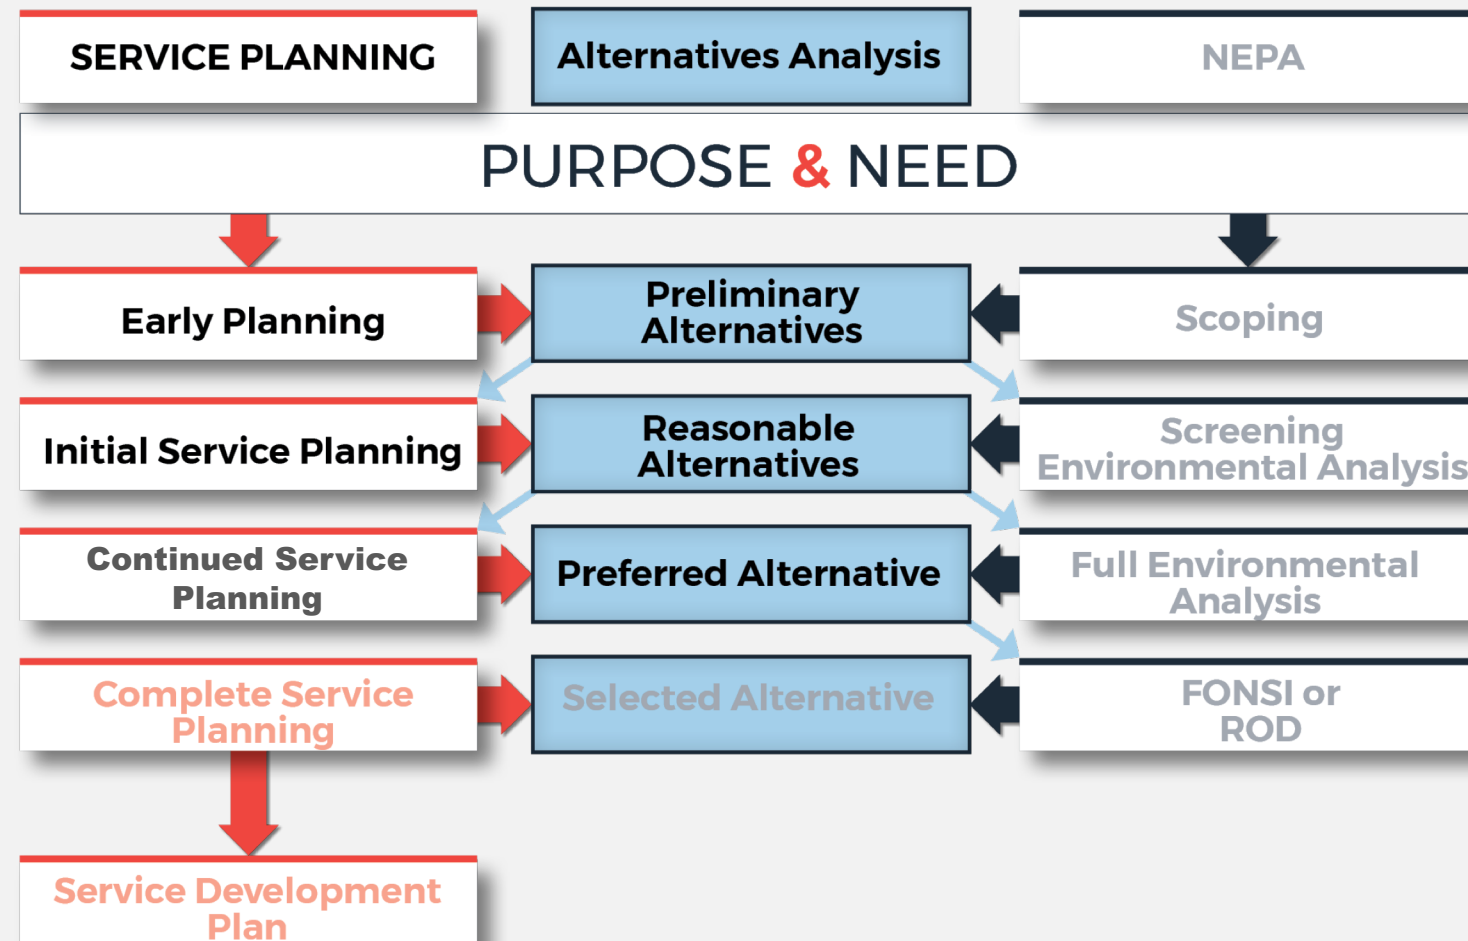 SERVICE PLANNING
Alternatives Analysis
NEPA
PURPOSE & NEED
Early Planning
Preliminary
Alternatives
Scoping
Initial Service Planning
Reasonable
Alternatives
Screening
Environmental Analysis
Continued Service
Planning
Preferred Alternative
Full Environmental
Analysis
Complete Service
Planning
Selected Alternative
FONSI or
ROD
Service Development
Plan